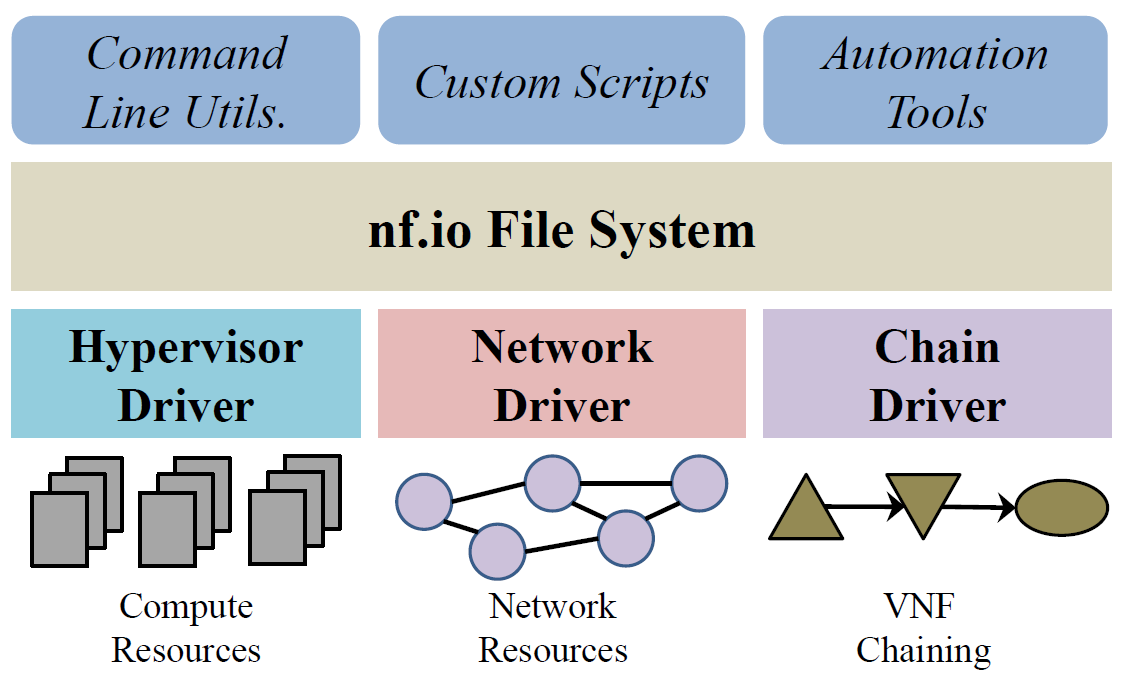 Command
Line Utils.
Custom Scripts
Automation
Tools
nf.io File System
Hypervisor
Driver
Network
Driver
Chain
Driver
Compute
Resources
Network
Resources
VNF
Chaining